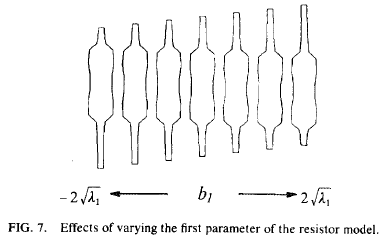 −2√λ₁ ← b₁ → 2√λ₁
FIG. 7. Effects of varying the first parameter of the resistor model.